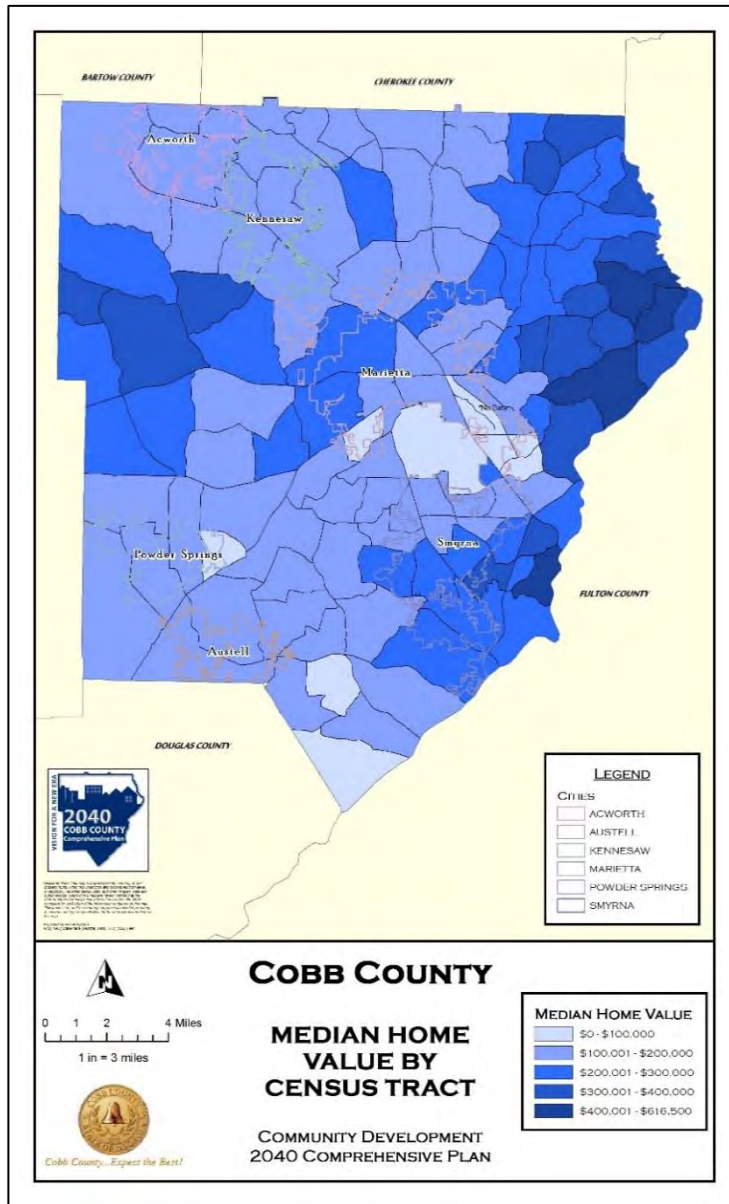 BARTOW COUNTY
CHEROKEE COUNTY
Acworth
Kennesaw
Marietta
"No Data"
Powder Springs
Smyrna
FULTON COUNTY
Austell
DOUGLAS COUNTY
VISION FOR A NEW ERA
2040
COBB COUNTY
Comprehensive Plan
LEGEND
CITIES
ACWORTH
AUSTELL
KENNESAW
MARIETTA
POWDER SPRINGS
SMYRNA
N
0 1 2 4 Miles
1 in = 3 miles
Cobb County...Expect the Best!
COBB COUNTY
MEDIAN HOME
VALUE BY
CENSUS TRACT
COMMUNITY DEVELOPMENT
2040 COMPREHENSIVE PLAN
MEDIAN HOME VALUE
$0 - $100,000
$100,001 - $200,000
$200,001 - $300,000
$300,001 - $400,000
$400,001 - $616,500